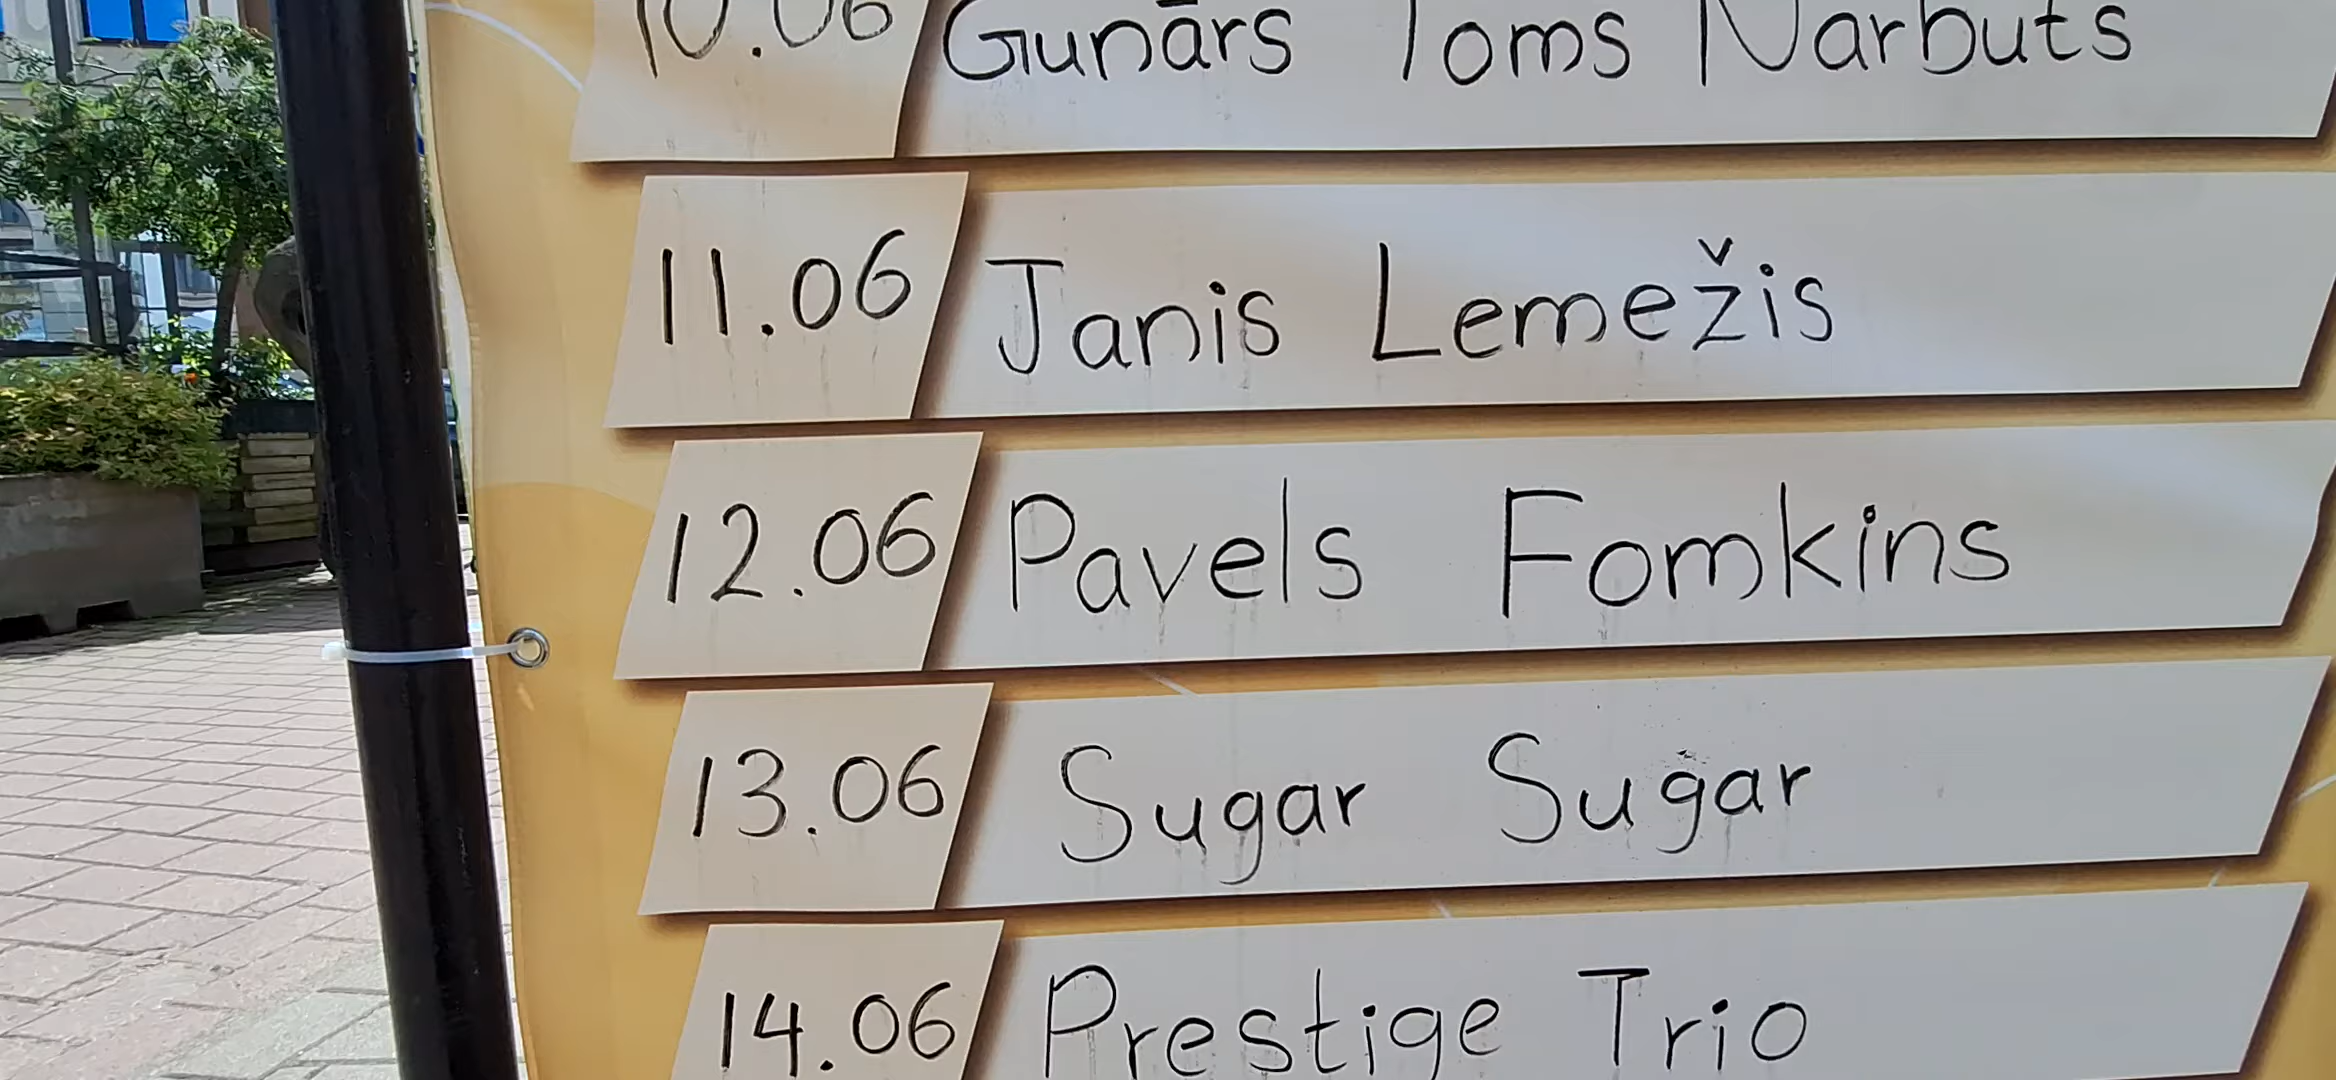 10.06 Gunārs Toms Narbuts
11.06 Janis Lemežis
12.06 Pavels Fomkins
13.06 Sugar Sugar
14.06 Prestige Trio